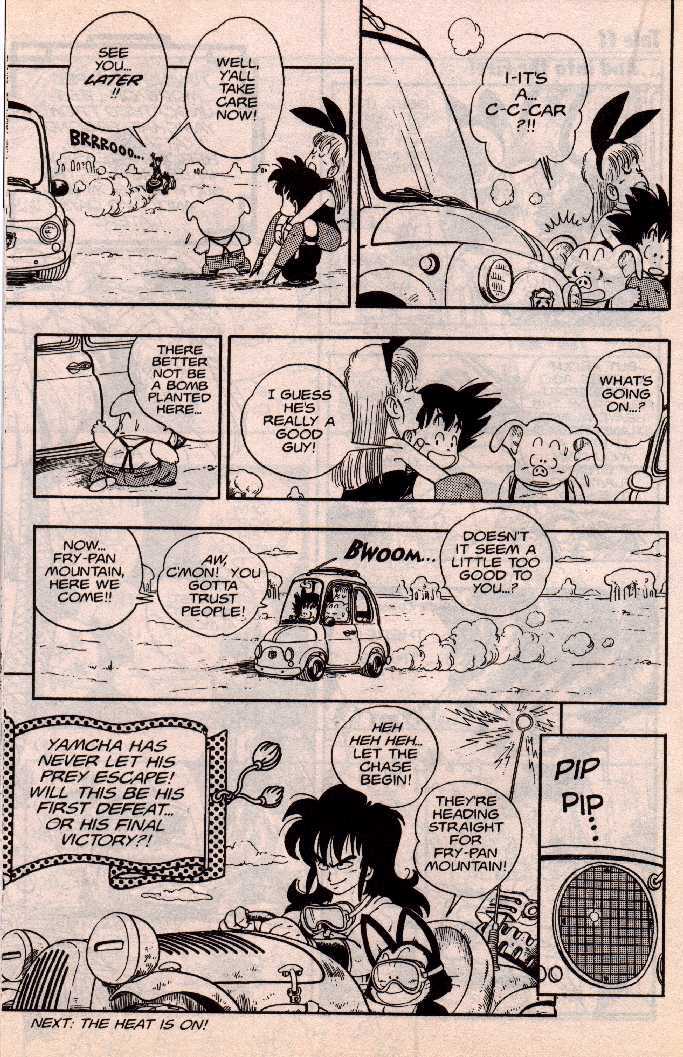 I-IT'S
A...
C-C-CAR
?!!
WELL,
Y'ALL
TAKE
CARE
NOW!
SEE
YOU...
LATER
!!
BRRROOO...
WHAT'S
GOING
ON...?
I GUESS
HE'S
REALLY A
GOOD
GUY!
THERE
BETTER
NOT BE
A BOMB
PLANTED
HERE...
DOESN'T
IT SEEM A
LITTLE TOO
GOOD TO
YOU...?
BWOOM...
AW,
C'MON! YOU
GOTTA
TRUST
PEOPLE!
NOW...
FRY-PAN
MOUNTAIN,
HERE WE
COME!!
PIP
PIP...
HEH
HEH HEH...
LET THE
CHASE
BEGIN!
THEY'RE
HEADING
STRAIGHT
FOR
FRY-PAN
MOUNTAIN!
YAMCHA HAS
NEVER LET HIS
PREY ESCAPE!
WILL THIS BE HIS
FIRST DEFEAT...
OR HIS FINAL
VICTORY?!
NEXT: THE HEAT IS ON!